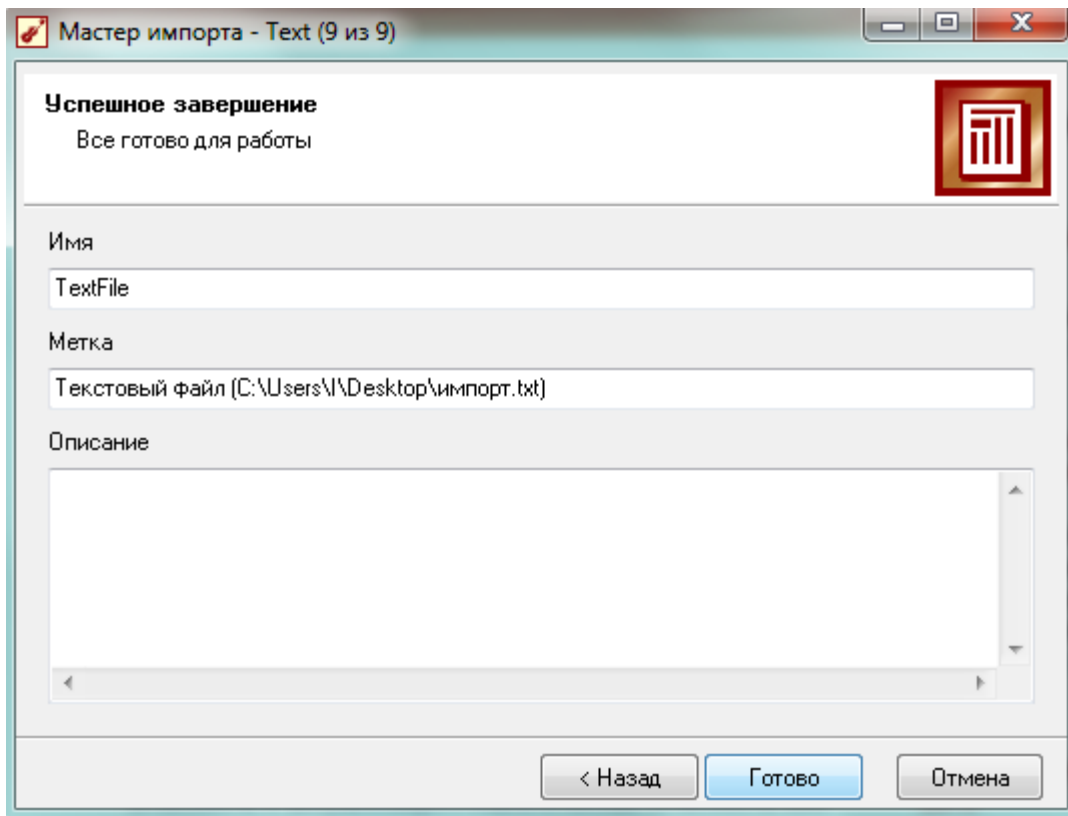 Мастер импорта - Text (9 из 9)
Успешное завершение
Все готово для работы
Имя
TextFile
Метка
Текстовый файл (C:\Users\I\Desktop\импорт.txt)
Описание
< Назад
Готово
Отмена